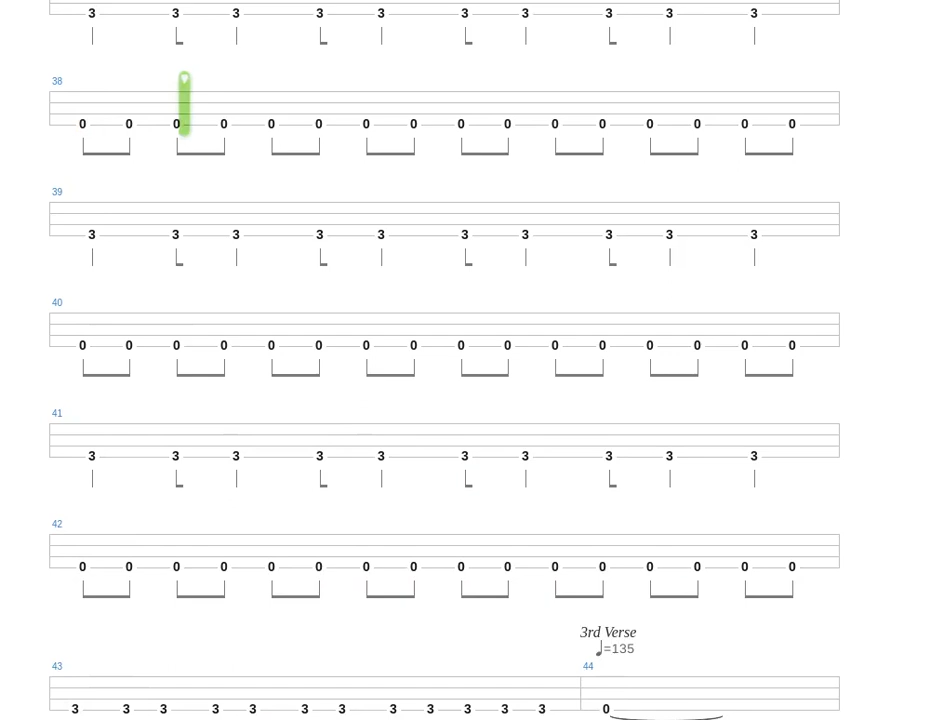 3 3 3 3 3 3 3 3 3 3
38
0 0 0 0 0 0 0 0 0 0 0 0 0 0 0 0
39
3 3 3 3 3 3 3 3 3 3
40
0 0 0 0 0 0 0 0 0 0 0 0 0 0 0 0
41
3 3 3 3 3 3 3 3 3 3
42
0 0 0 0 0 0 0 0 0 0 0 0 0 0 0 0
3rd Verse
♩=135
43 44
3 3 3 3 3 3 3 3 3 3 3 3 0